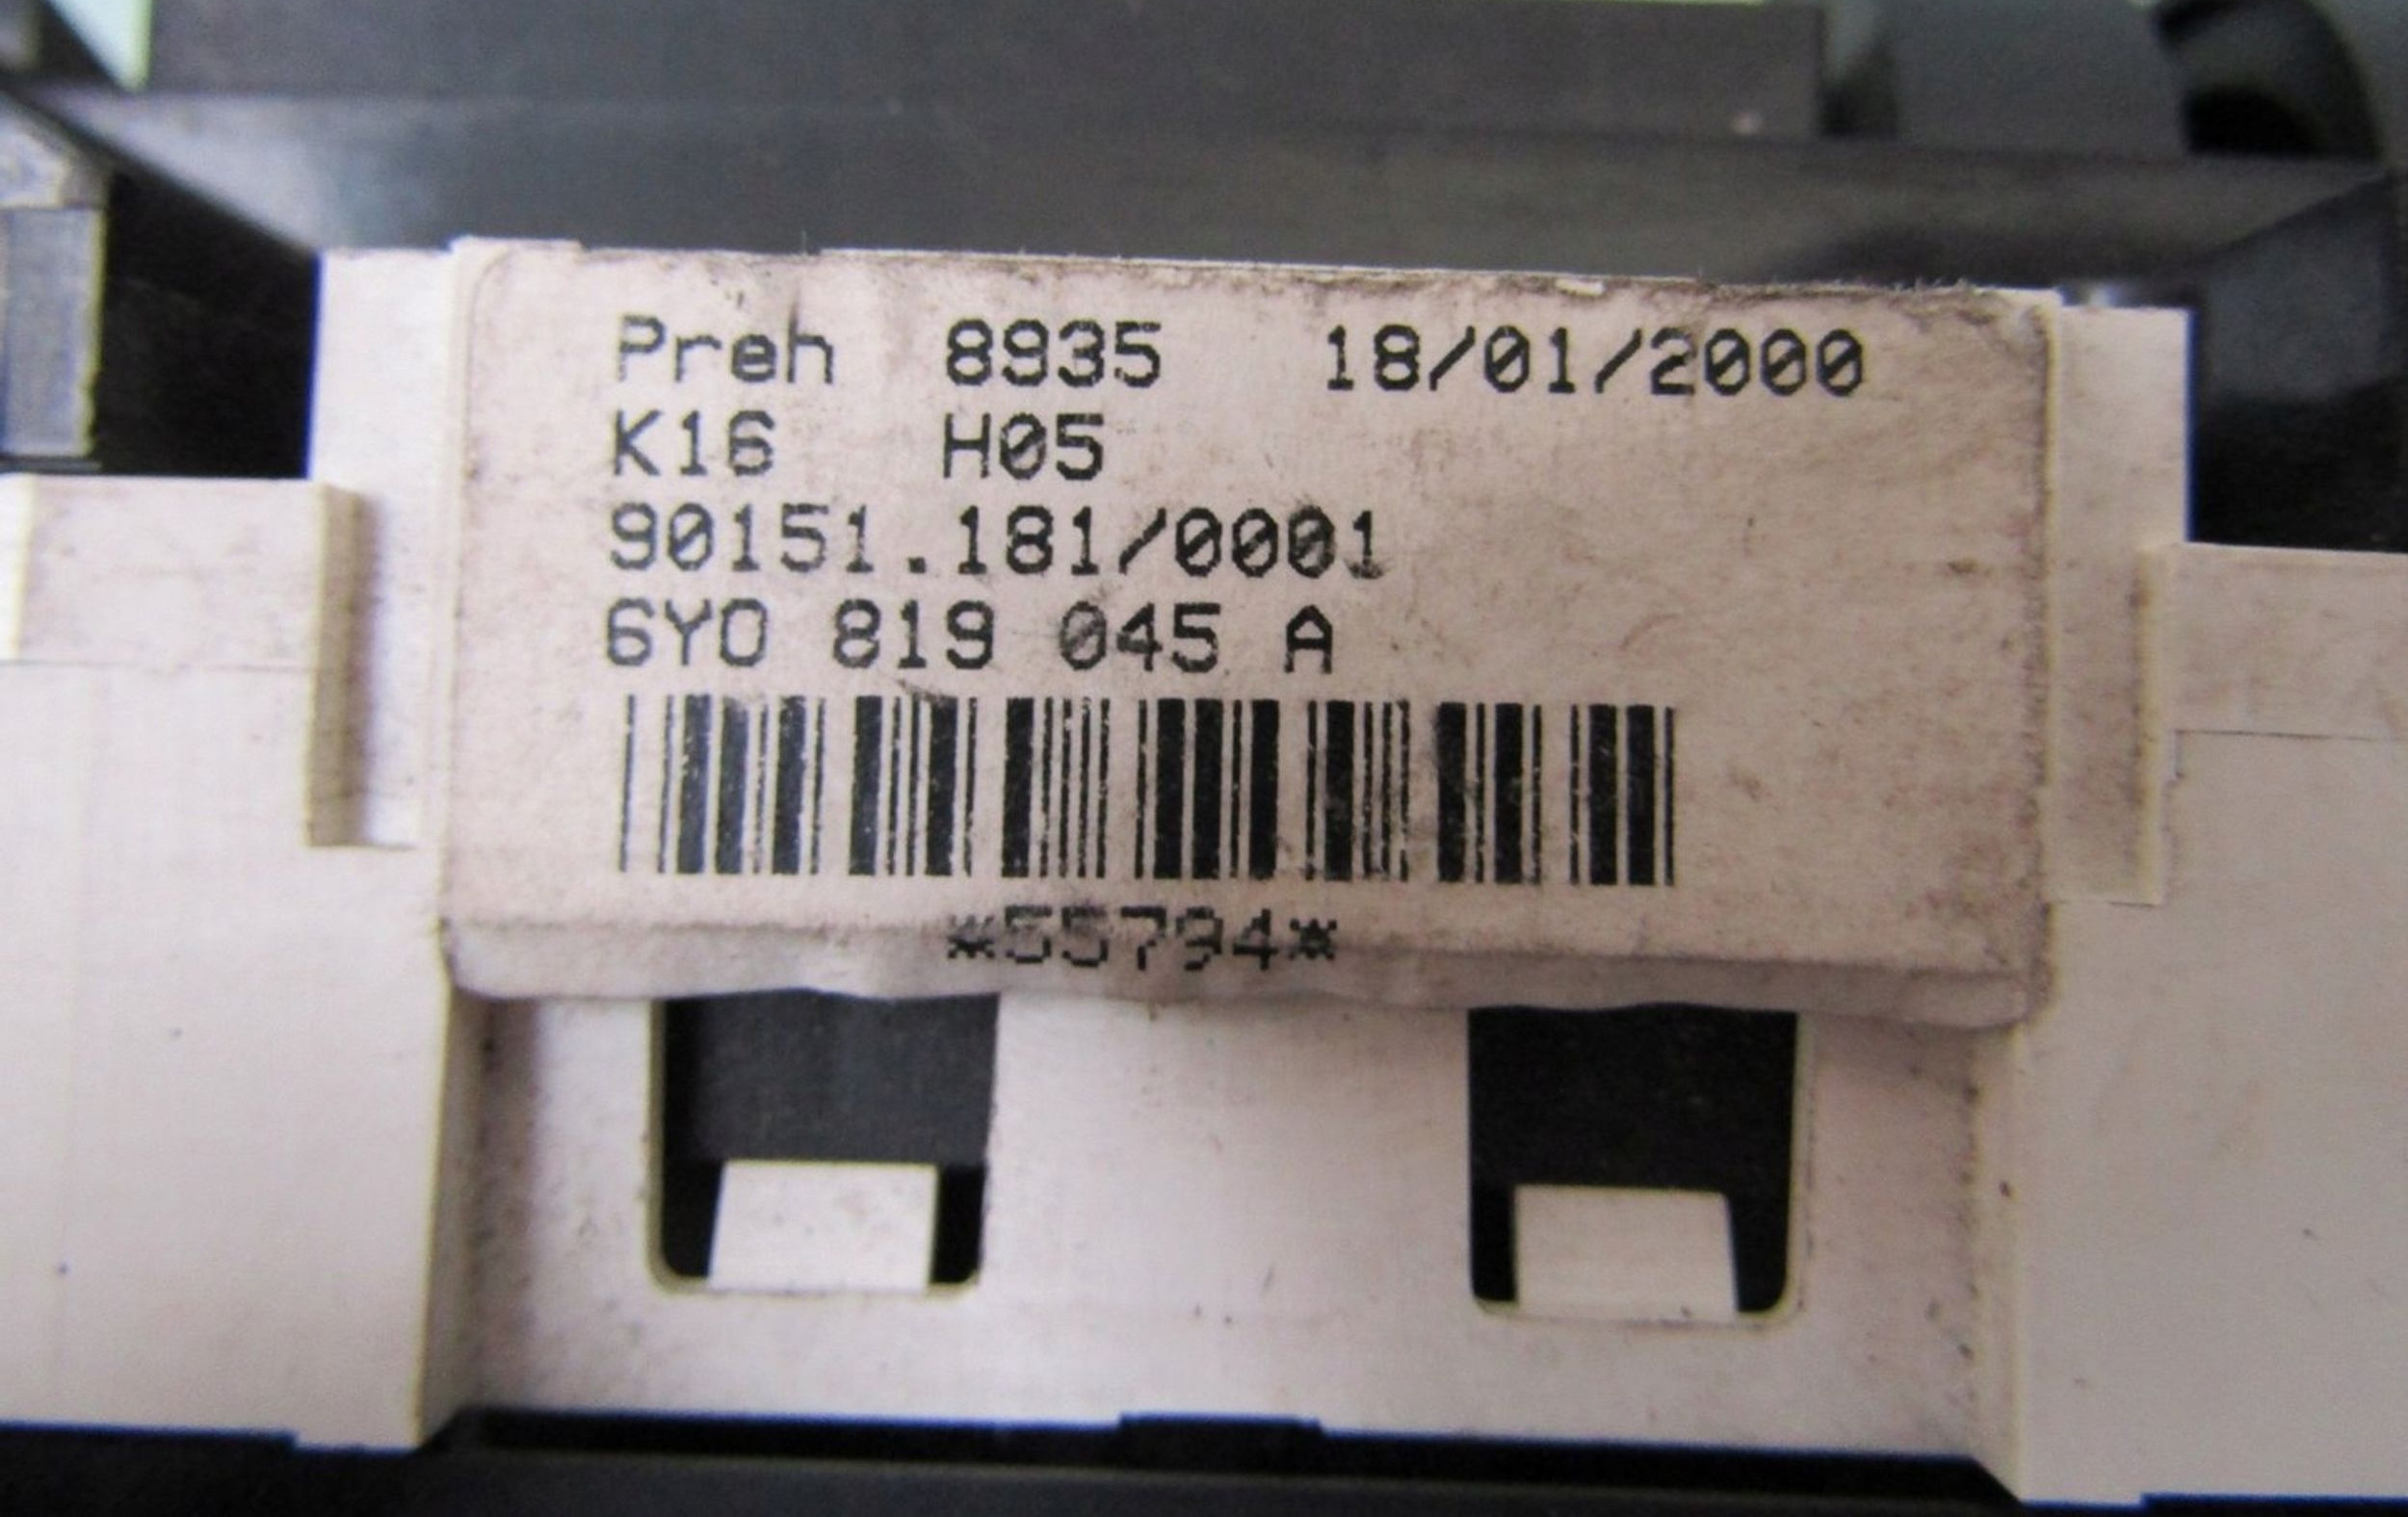 Preh 8935 18/01/2000
K16 H05
90151.181/0001
6Y0 819 045 A
*55794*